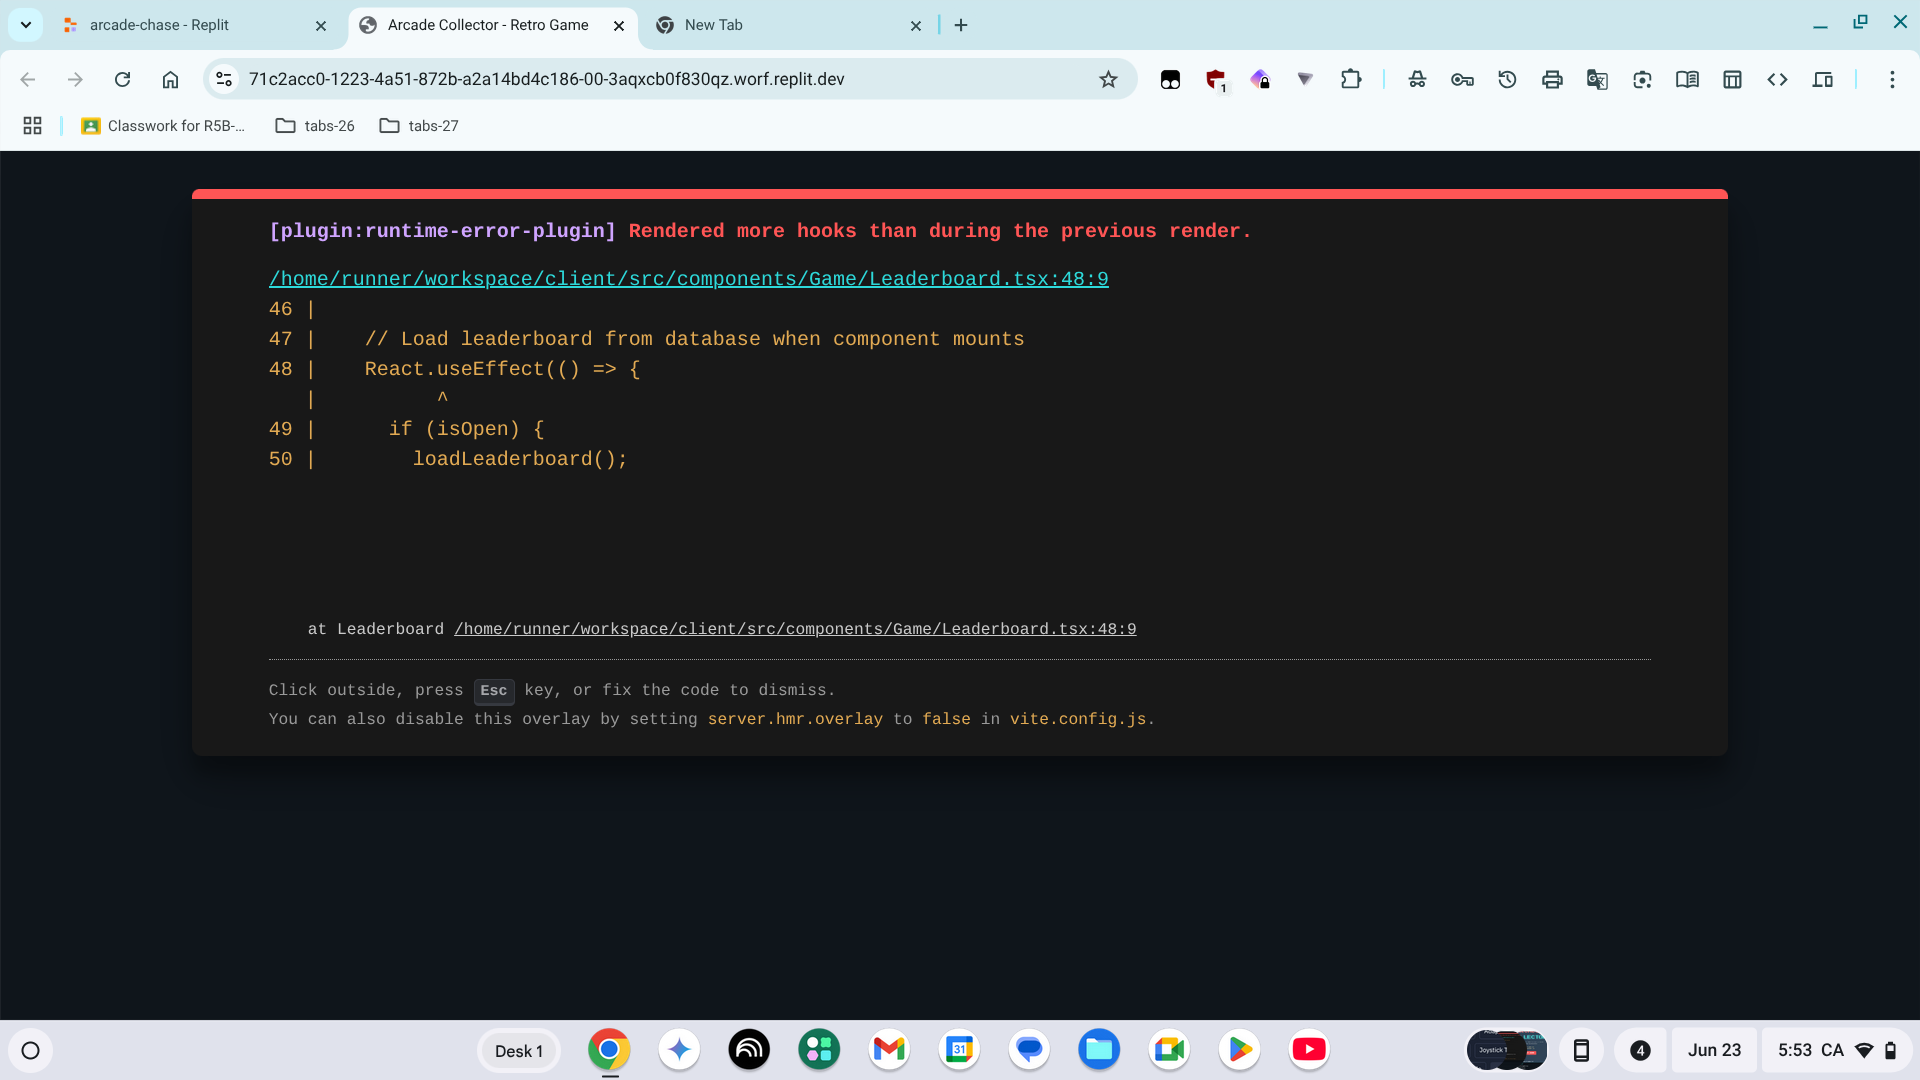 arcade-chase - Replit
Arcade Collector - Retro Game
New Tab
71c2acc0-1223-4a51-872b-a2a14bd4c186-00-3aqxcb0f830qz.worf.replit.dev
1
Classwork for R5B-...
tabs-26
tabs-27
[plugin:runtime-error-plugin] Rendered more hooks than during the previous render.
/home/runner/workspace/client/src/components/Game/Leaderboard.tsx:48:9
46 |
47 |    // Load leaderboard from database when component mounts
48 |    React.useEffect(() => {
   |          ^
49 |      if (isOpen) {
50 |        loadLeaderboard();
at Leaderboard /home/runner/workspace/client/src/components/Game/Leaderboard.tsx:48:9
Click outside, press Esc key, or fix the code to dismiss.
You can also disable this overlay by setting server.hmr.overlay to false in vite.config.js.
Desk 1
31
Joystick T
4
Jun 23
5:53 CA